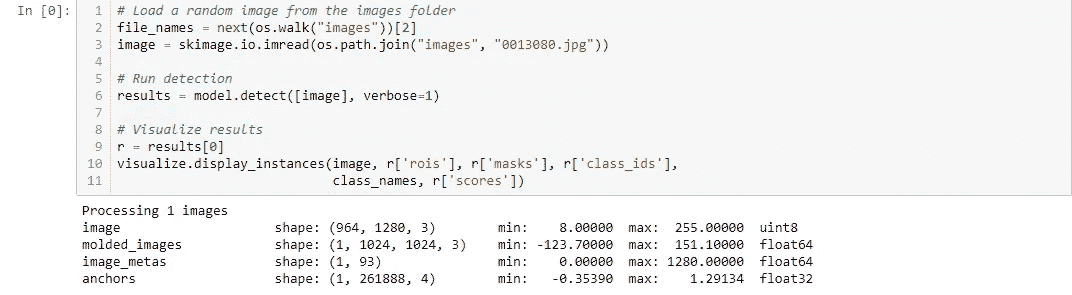 In [0]:
1 # Load a random image from the images folder
2 file_names = next(os.walk("images"))[2]
3 image = skimage.io.imread(os.path.join("images", "0013080.jpg"))
4
5 # Run detection
6 results = model.detect([image], verbose=1)
7
8 # Visualize results
9 r = results[0]
10 visualize.display_instances(image, r['rois'], r['masks'], r['class_ids'],
11                             class_names, r['scores'])
Processing 1 images
image                    shape: (964, 1280, 3)        min:    8.00000  max:  255.00000  uint8
molded_images            shape: (1, 1024, 1024, 3)    min: -123.70000  max:  151.10000  float64
image_metas              shape: (1, 93)               min:    0.00000  max: 1280.00000  float64
anchors                  shape: (1, 261888, 4)        min:   -0.35390  max:    1.29134  float32